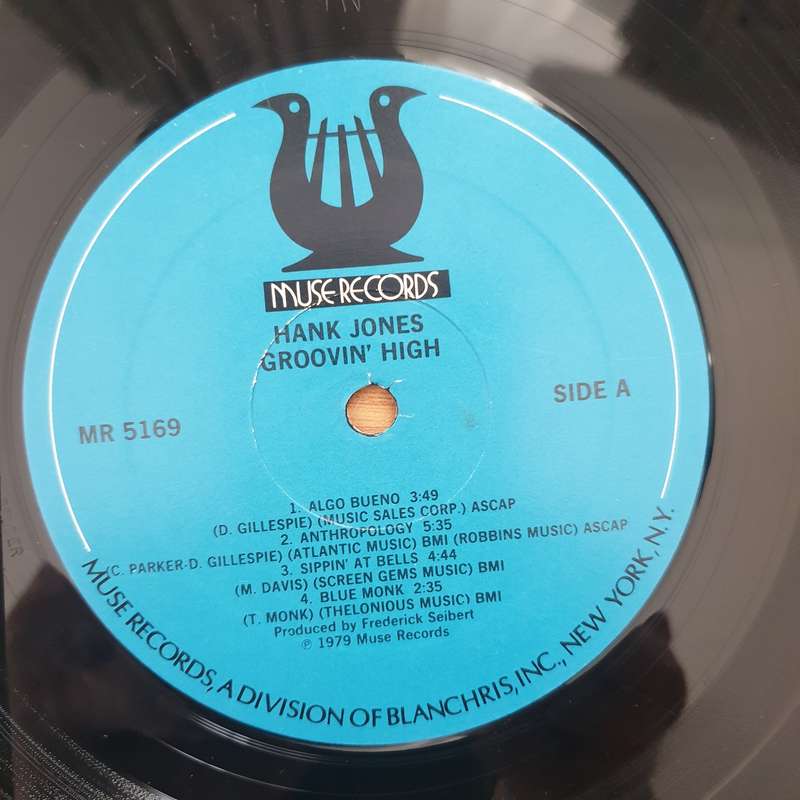 MUSE RECORDS
HANK JONES
GROOVIN' HIGH
MR 5169
SIDE A
1. ALGO BUENO 3:49
(D. GILLESPIE) (MUSIC SALES CORP.) ASCAP
2. ANTHROPOLOGY 5:35
(C. PARKER-D. GILLESPIE) (ATLANTIC MUSIC) BMI (ROBBINS MUSIC) ASCAP
3. SIPPIN' AT BELLS 4:44
(M. DAVIS) (SCREEN GEMS MUSIC) BMI
4. BLUE MONK 2:35
(T. MONK) (THELONIOUS MUSIC) BMI
Produced by Frederick Seibert
℗ 1979 Muse Records
MUSE RECORDS, A DIVISION OF BLANCHRIS, INC., NEW YORK, N.Y.